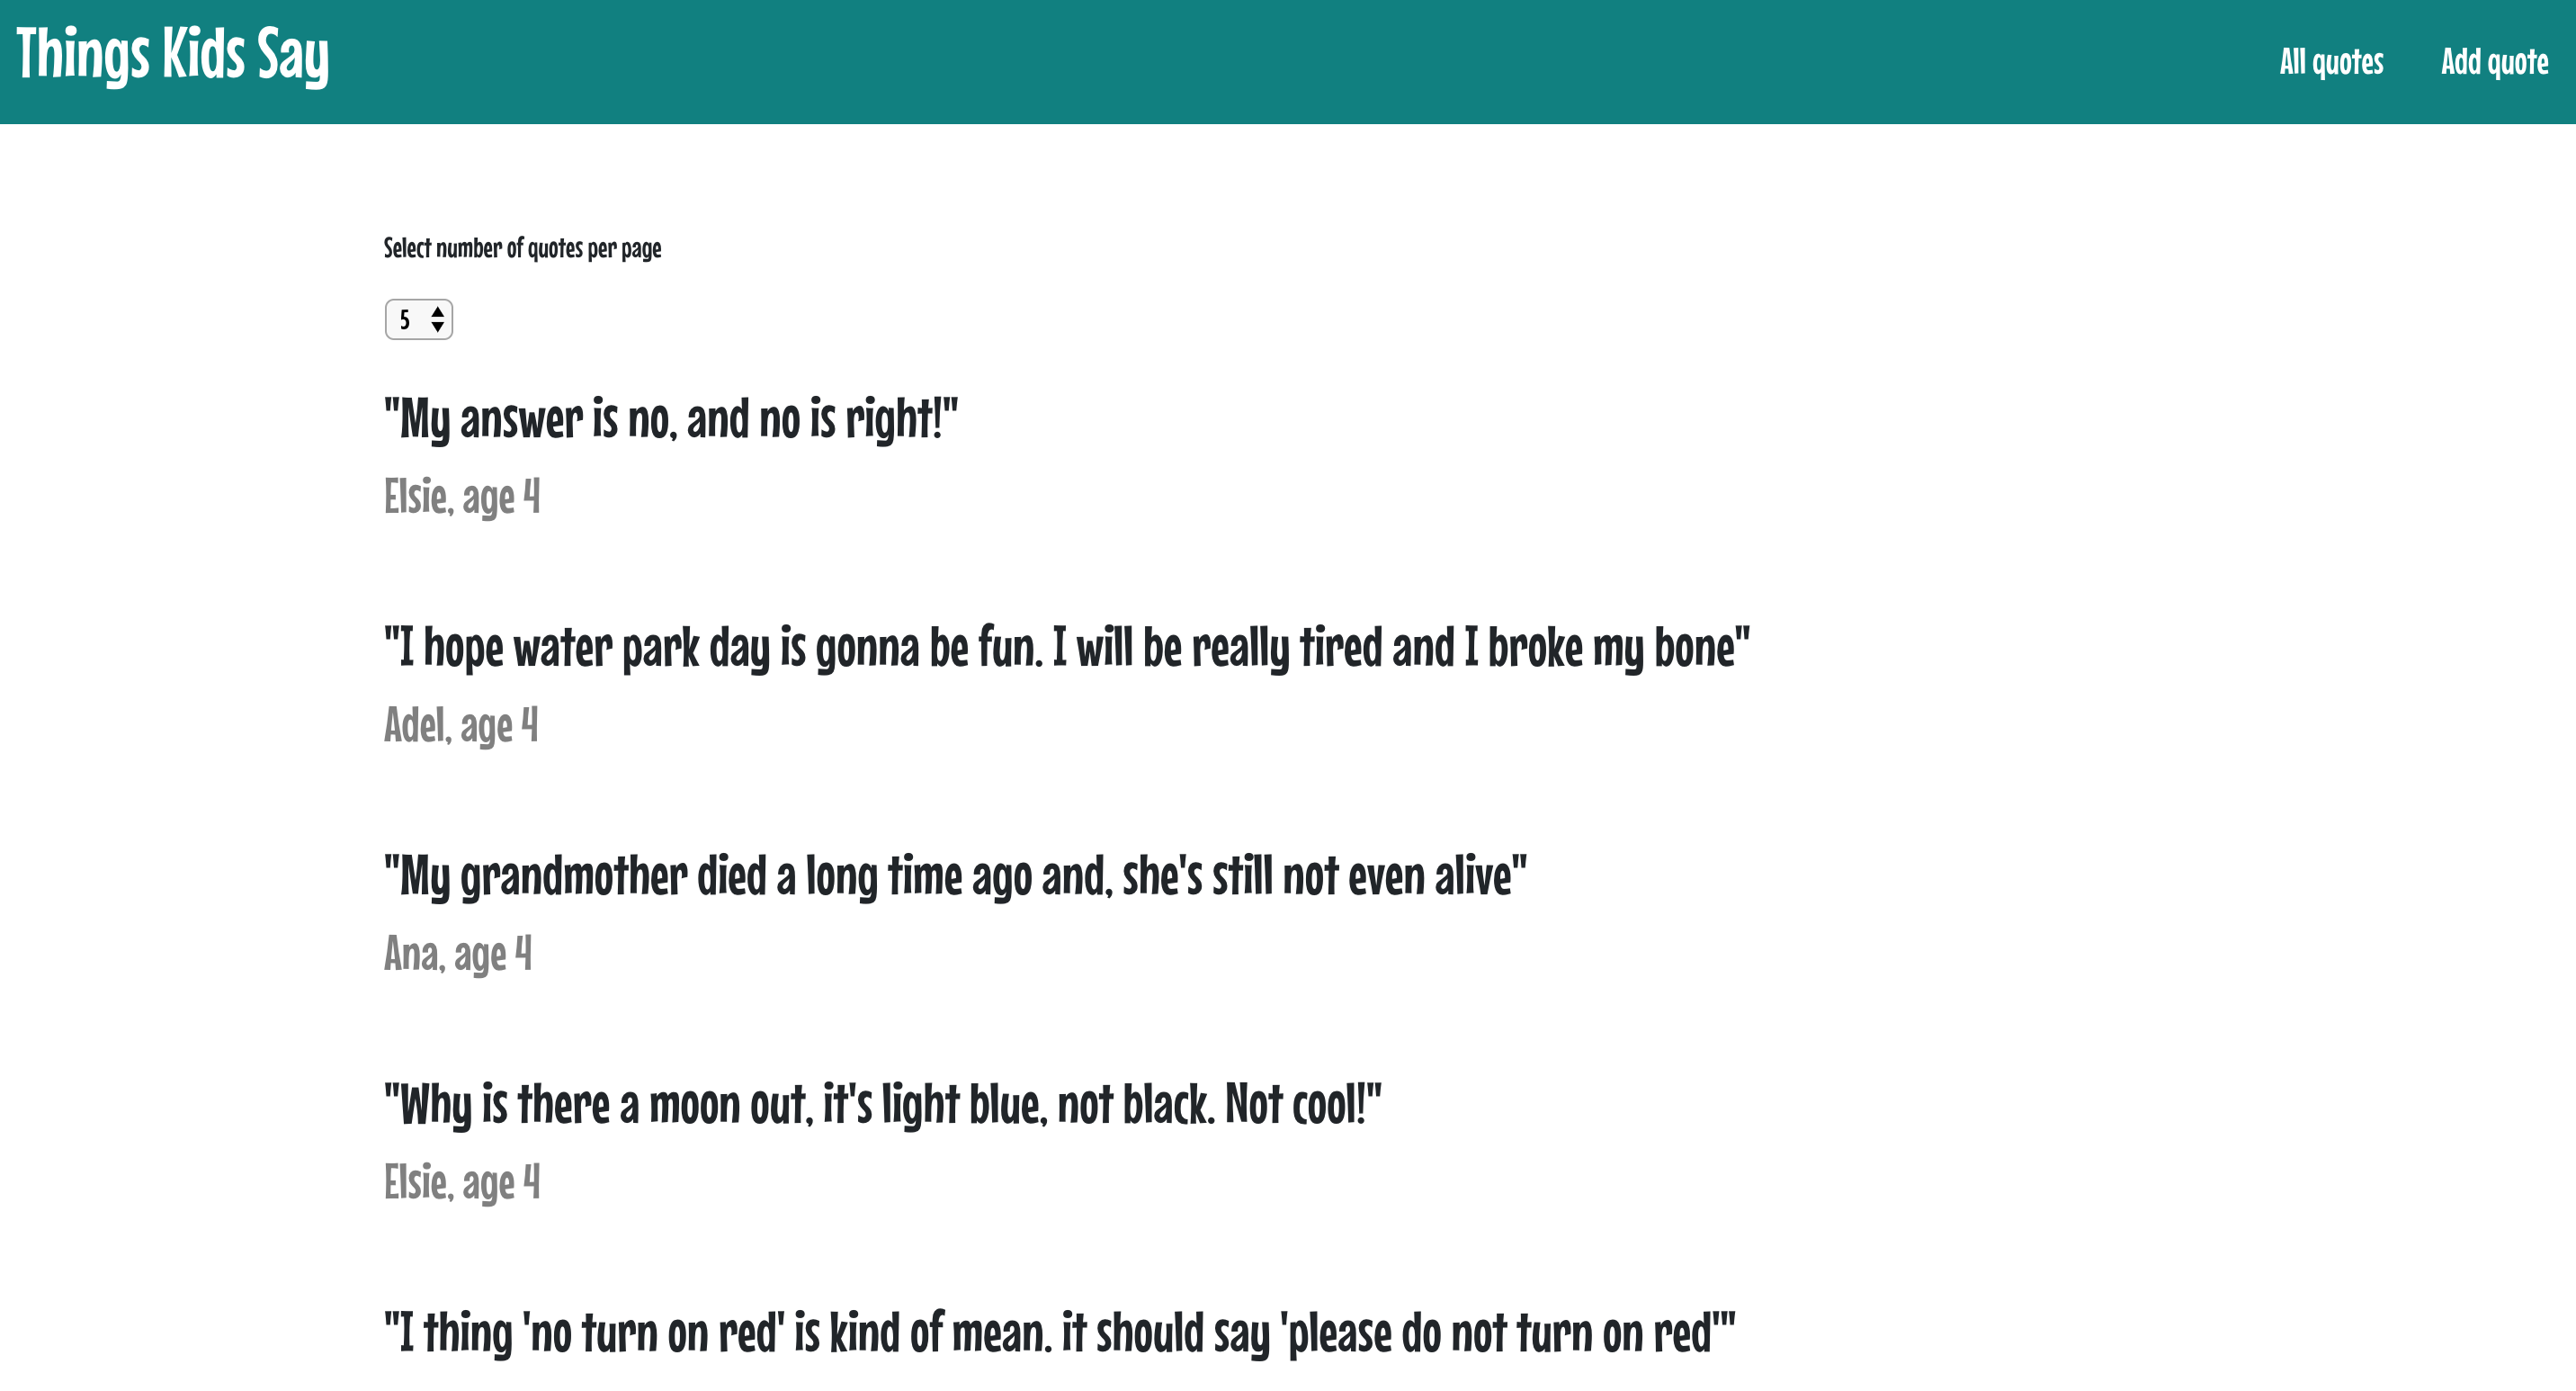 Things Kids Say
All quotes
Add quote
Select number of quotes per page
5
"My answer is no, and no is right!"
Elsie, age 4
"I hope water park day is gonna be fun. I will be really tired and I broke my bone"
Adel, age 4
"My grandmother died a long time ago and, she's still not even alive"
Ana, age 4
"Why is there a moon out, it's light blue, not black. Not cool!"
Elsie, age 4
"I thing 'no turn on red' is kind of mean. it should say 'please do not turn on red'"